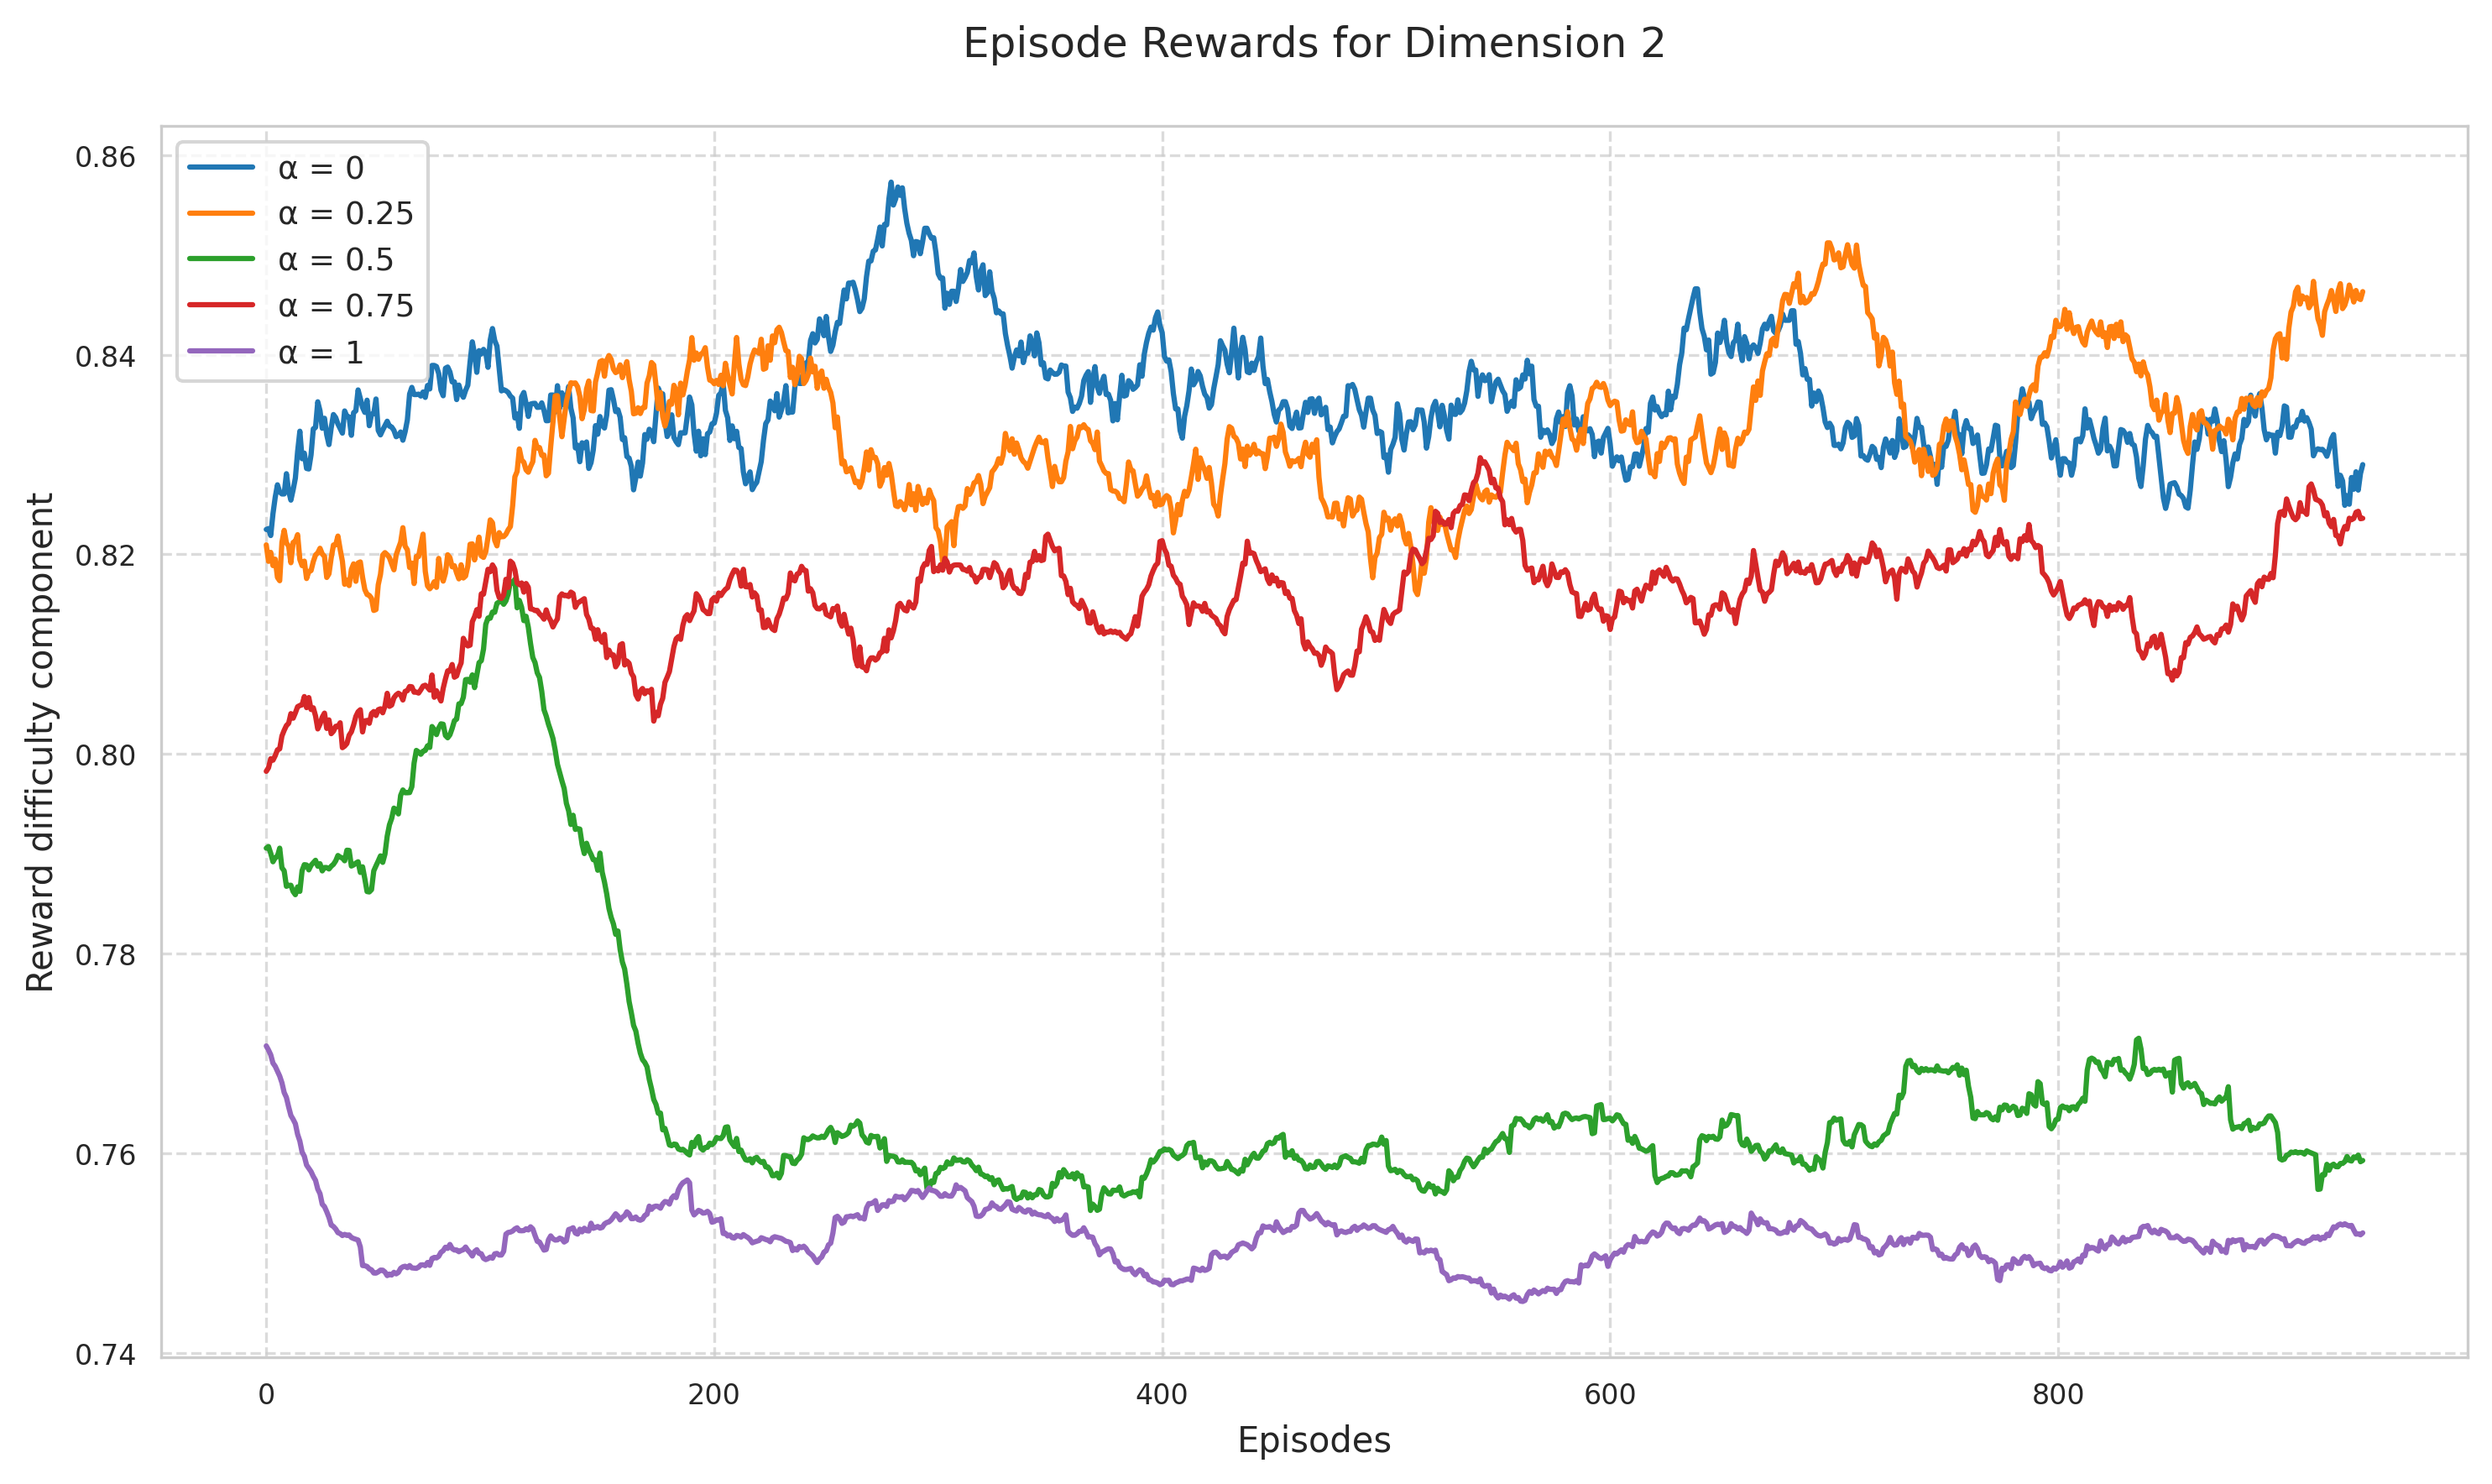 Episode Rewards for Dimension 2
0.86
0.84
0.82
0.80
0.78
0.76
0.74
Reward difficulty component
α = 0
α = 0.25
α = 0.5
α = 0.75
α = 1
0
200
400
600
800
Episodes